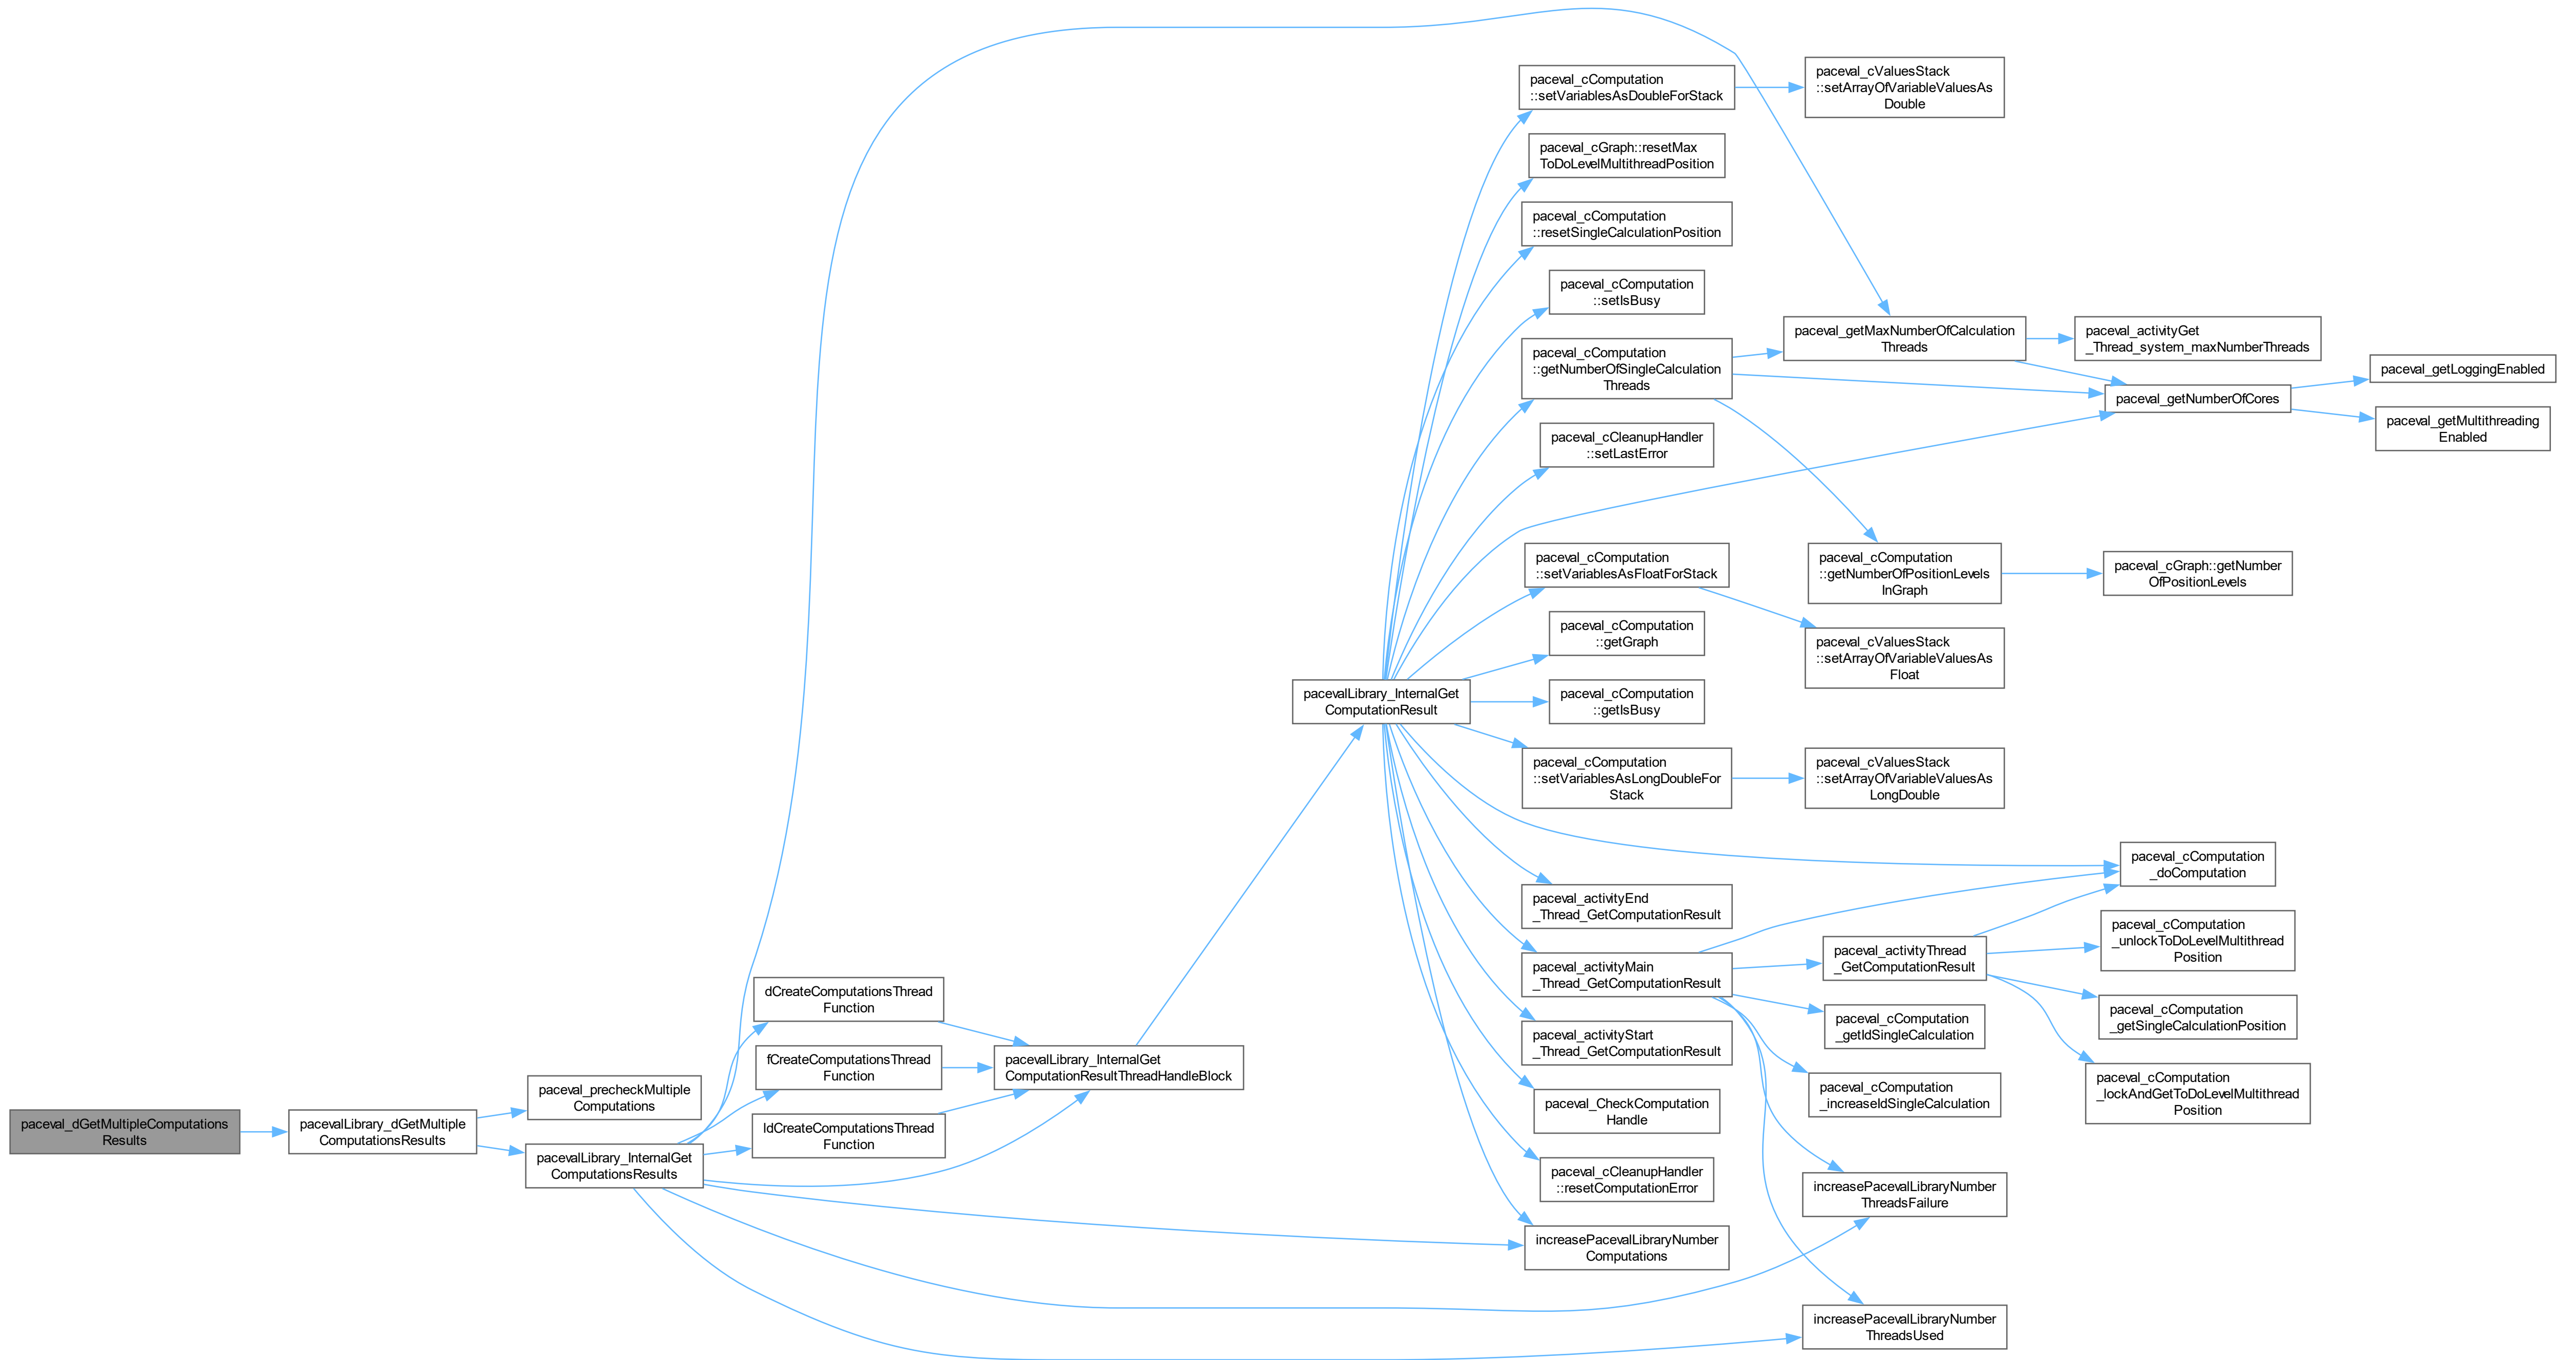 paceval_dGetMultipleComputations
Results
pacevalLibrary_dGetMultiple
ComputationsResults
paceval_precheckMultiple
Computations
pacevalLibrary_InternalGet
ComputationsResults
dCreateComputationsThread
Function
fCreateComputationsThread
Function
ldCreateComputationsThread
Function
pacevalLibrary_InternalGet
ComputationResultThreadHandleBlock
pacevalLibrary_InternalGet
ComputationResult
paceval_cComputation
::setVariablesAsDoubleForStack
paceval_cGraph::resetMax
ToDoLevelMultithreadPosition
paceval_cComputation
::resetSingleCalculationPosition
paceval_cComputation
::setIsBusy
paceval_cComputation
::getNumberOfSingleCalculation
Threads
paceval_cCleanupHandler
::setLastError
paceval_cComputation
::setVariablesAsFloatForStack
paceval_cComputation
::getGraph
paceval_cComputation
::getIsBusy
paceval_cComputation
::setVariablesAsLongDoubleFor
Stack
paceval_activityEnd
_Thread_GetComputationResult
paceval_activityMain
_Thread_GetComputationResult
paceval_activityStart
_Thread_GetComputationResult
paceval_CheckComputation
Handle
paceval_cCleanupHandler
::resetComputationError
increasePacevalLibraryNumber
Computations
paceval_cValuesStack
::setArrayOfVariableValuesAs
Double
paceval_getMaxNumberOfCalculation
Threads
paceval_cComputation
::getNumberOfPositionLevels
InGraph
paceval_cValuesStack
::setArrayOfVariableValuesAs
Float
paceval_cValuesStack
::setArrayOfVariableValuesAs
LongDouble
paceval_activityThread
_GetComputationResult
paceval_cComputation
_getIdSingleCalculation
paceval_cComputation
_increaseIdSingleCalculation
increasePacevalLibraryNumber
ThreadsFailure
increasePacevalLibraryNumber
ThreadsUsed
paceval_activityGet
_Thread_system_maxNumberThreads
paceval_getNumberOfCores
paceval_cGraph::getNumber
OfPositionLevels
paceval_cComputation
_doComputation
paceval_cComputation
_unlockToDoLevelMultithread
Position
paceval_cComputation
_getSingleCalculationPosition
paceval_cComputation
_lockAndGetToDoLevelMultithread
Position
paceval_getLoggingEnabled
paceval_getMultithreading
Enabled